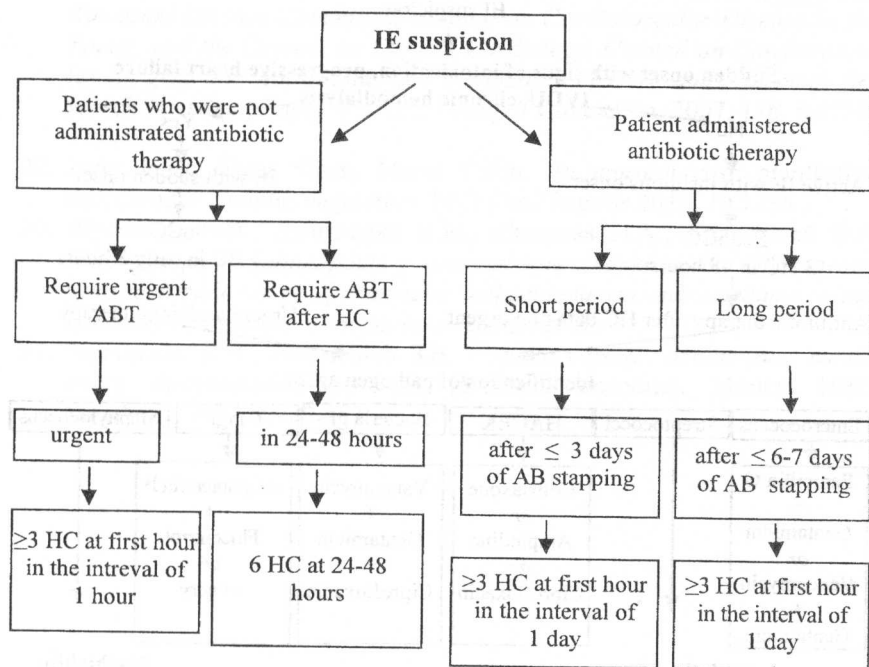 IE suspicion
Patients who were not
administrated antibiotic
therapy
Patient administered
antibiotic therapy
Require urgent
ABT
Require ABT
after HC
Short period
Long period
urgent
in 24-48 hours
after ≤ 3 days
of AB stapping
after ≤ 6-7 days
of AB stapping
≥3 HC at first hour
in the intreval of
1 hour
6 HC at 24-48
hours
≥3 HC at first hour
in the interval of
1 day
≥3 HC at first hour
in the interval of
1 day